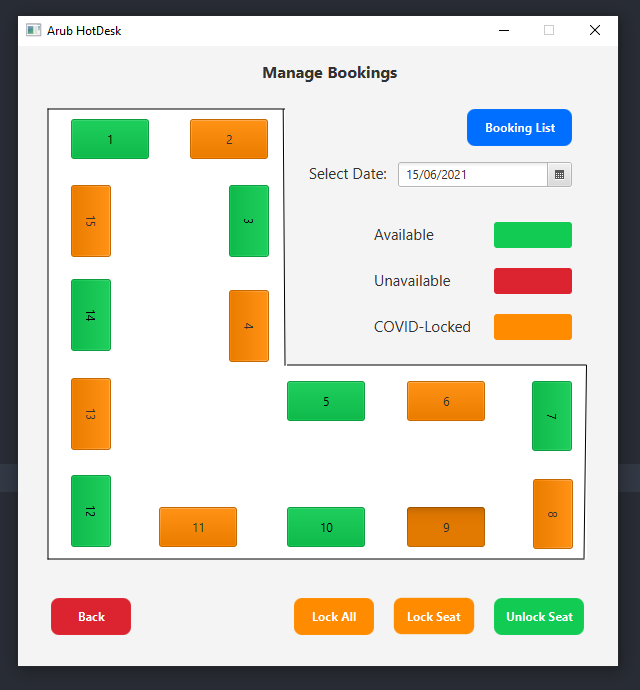 Arub HotDesk
Manage Bookings
Booking List
Select Date: 15/06/2021
Available
Unavailable
COVID-Locked
1 2
15 3
14 4
13 5 6 7
12 11 10 9 8
Back Lock All Lock Seat Unlock Seat